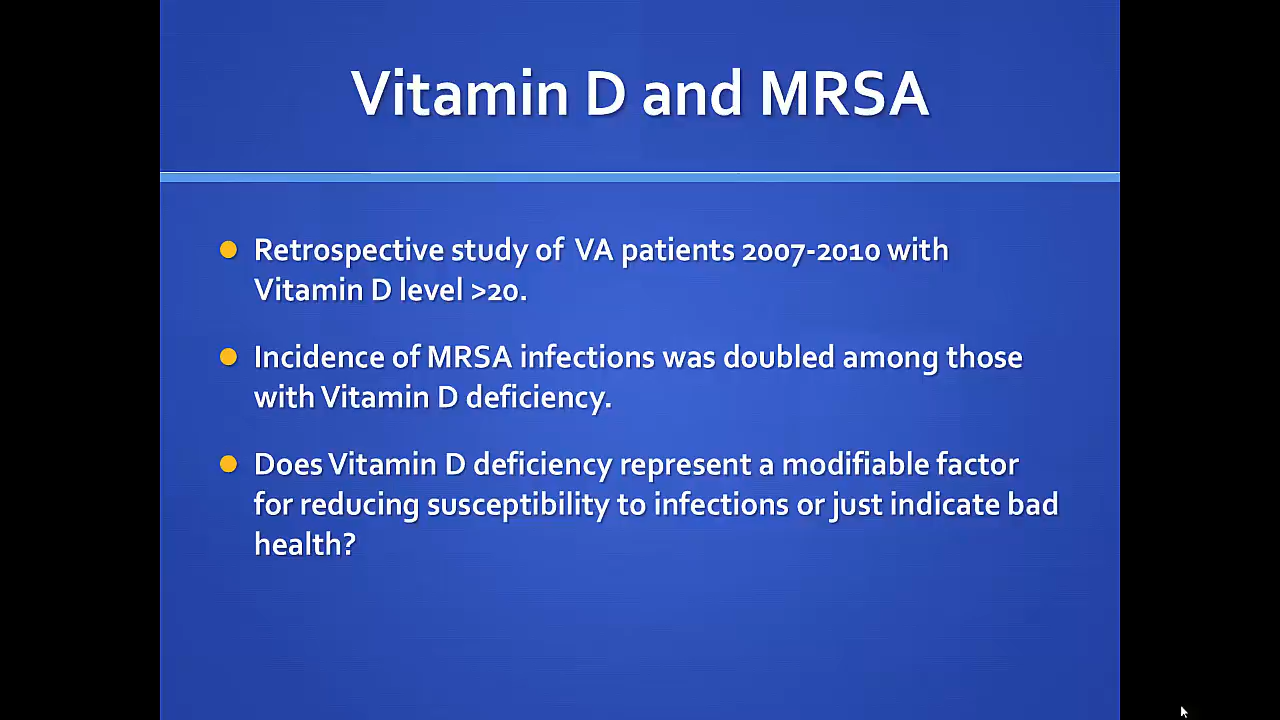 Vitamin D and MRSA
Retrospective study of VA patients 2007-2010 with
Vitamin D level >20.
Incidence of MRSA infections was doubled among those
with Vitamin D deficiency.
Does Vitamin D deficiency represent a modifiable factor
for reducing susceptibility to infections or just indicate bad
health?